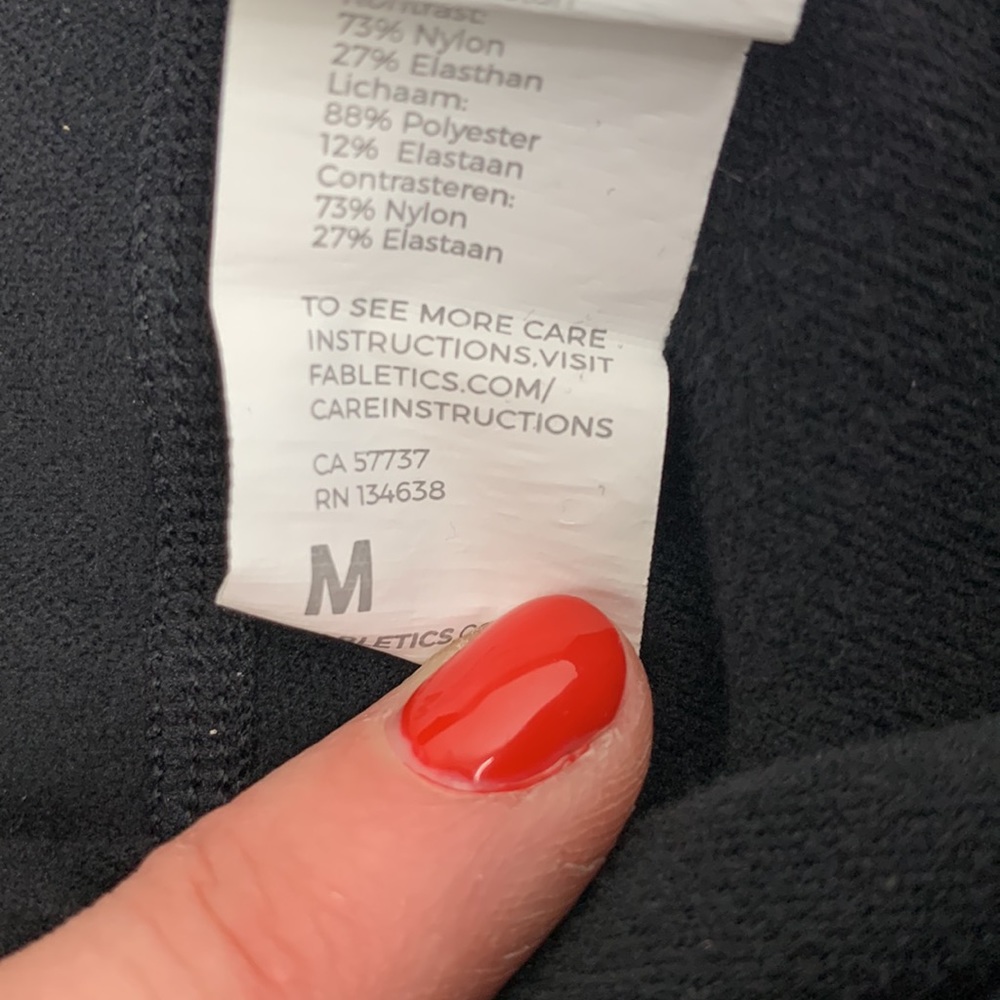 Kontrast:
73% Nylon
27% Elasthan
Lichaam:
88% Polyester
12% Elastaan
Contrasteren:
73% Nylon
27% Elastaan
TO SEE MORE CARE
INSTRUCTIONS,VISIT
FABLETICS.COM/
CAREINSTRUCTIONS
CA 57737
RN 134638
M